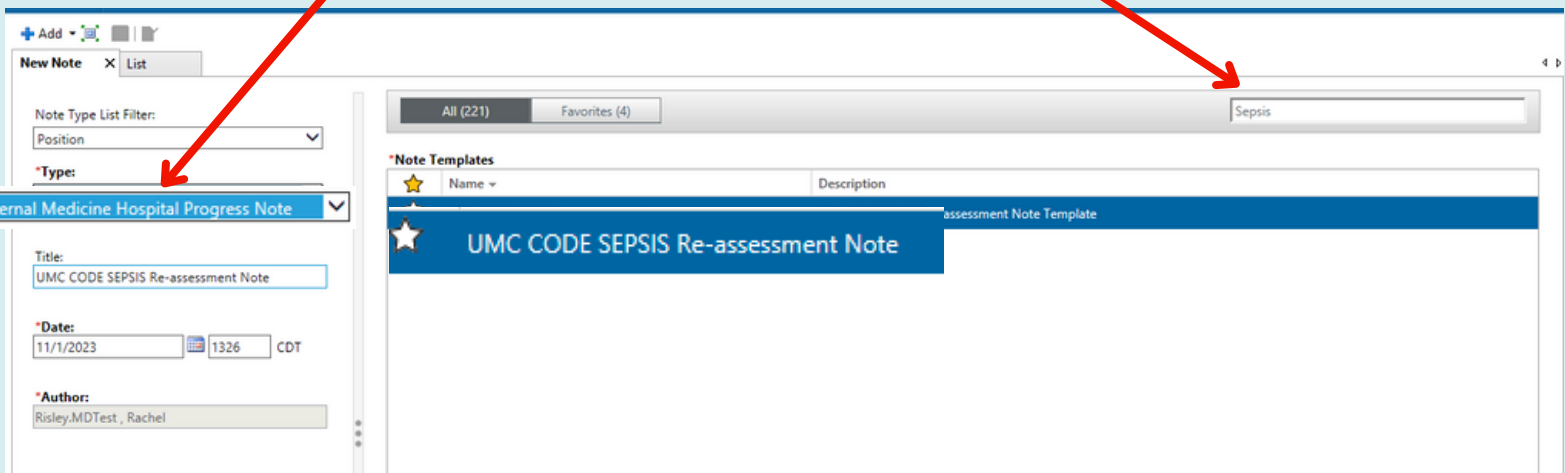 Add
New Note X List
Note Type List Filter:
Position
*Type:
ernal Medicine Hospital Progress Note
Title:
UMC CODE SEPSIS Re-assessment Note
*Date:
11/1/2023 1326 CDT
*Author:
Risley.MDTest , Rachel
All (221) Favorites (4) Sepsis
*Note Templates
Name Description
assessment Note Template
UMC CODE SEPSIS Re-assessment Note